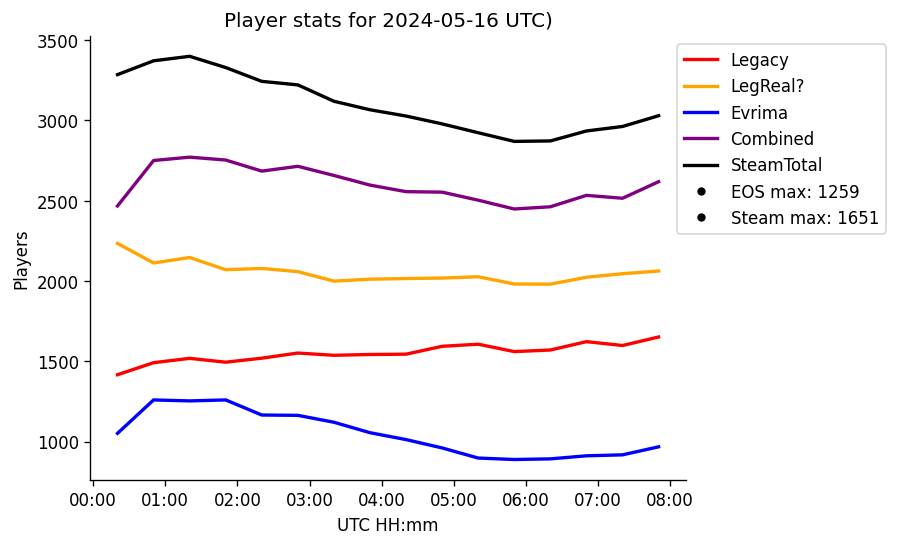 Player stats for 2024-05-16 UTC)
3500
3000
2500
2000
1500
1000
Players
00:00 01:00 02:00 03:00 04:00 05:00 06:00 07:00 08:00
UTC HH:mm
Legacy
LegReal?
Evrima
Combined
SteamTotal
EOS max: 1259
Steam max: 1651